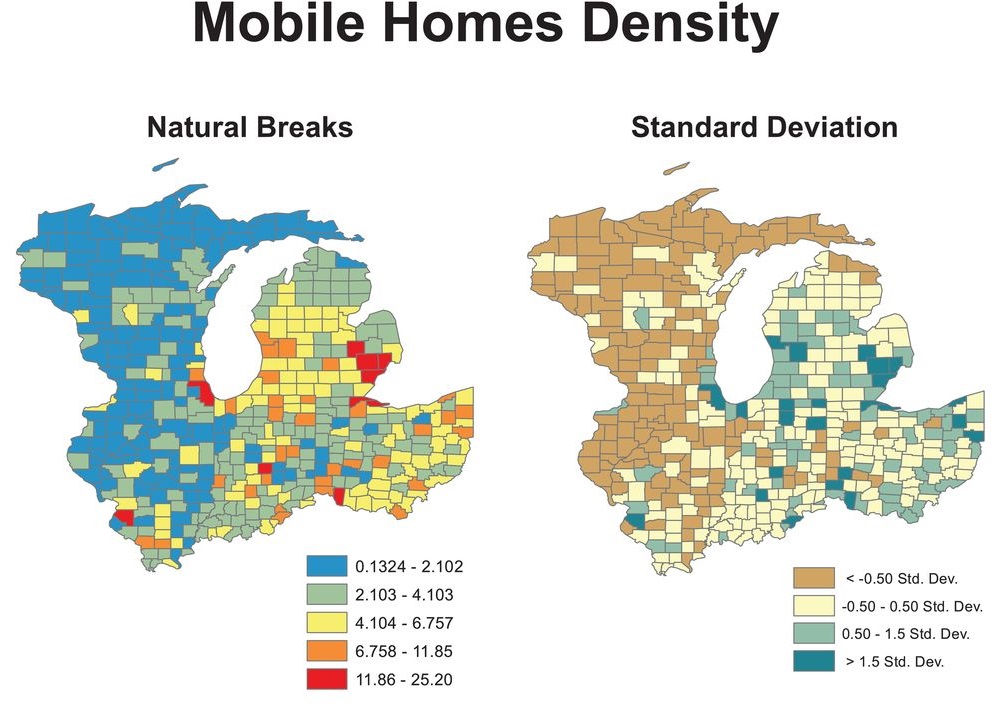 Mobile Homes Density
Natural Breaks
Standard Deviation
0.1324 - 2.102
2.103 - 4.103
4.104 - 6.757
6.758 - 11.85
11.86 - 25.20
< -0.50 Std. Dev.
-0.50 - 0.50 Std. Dev.
0.50 - 1.5 Std. Dev.
> 1.5 Std. Dev.